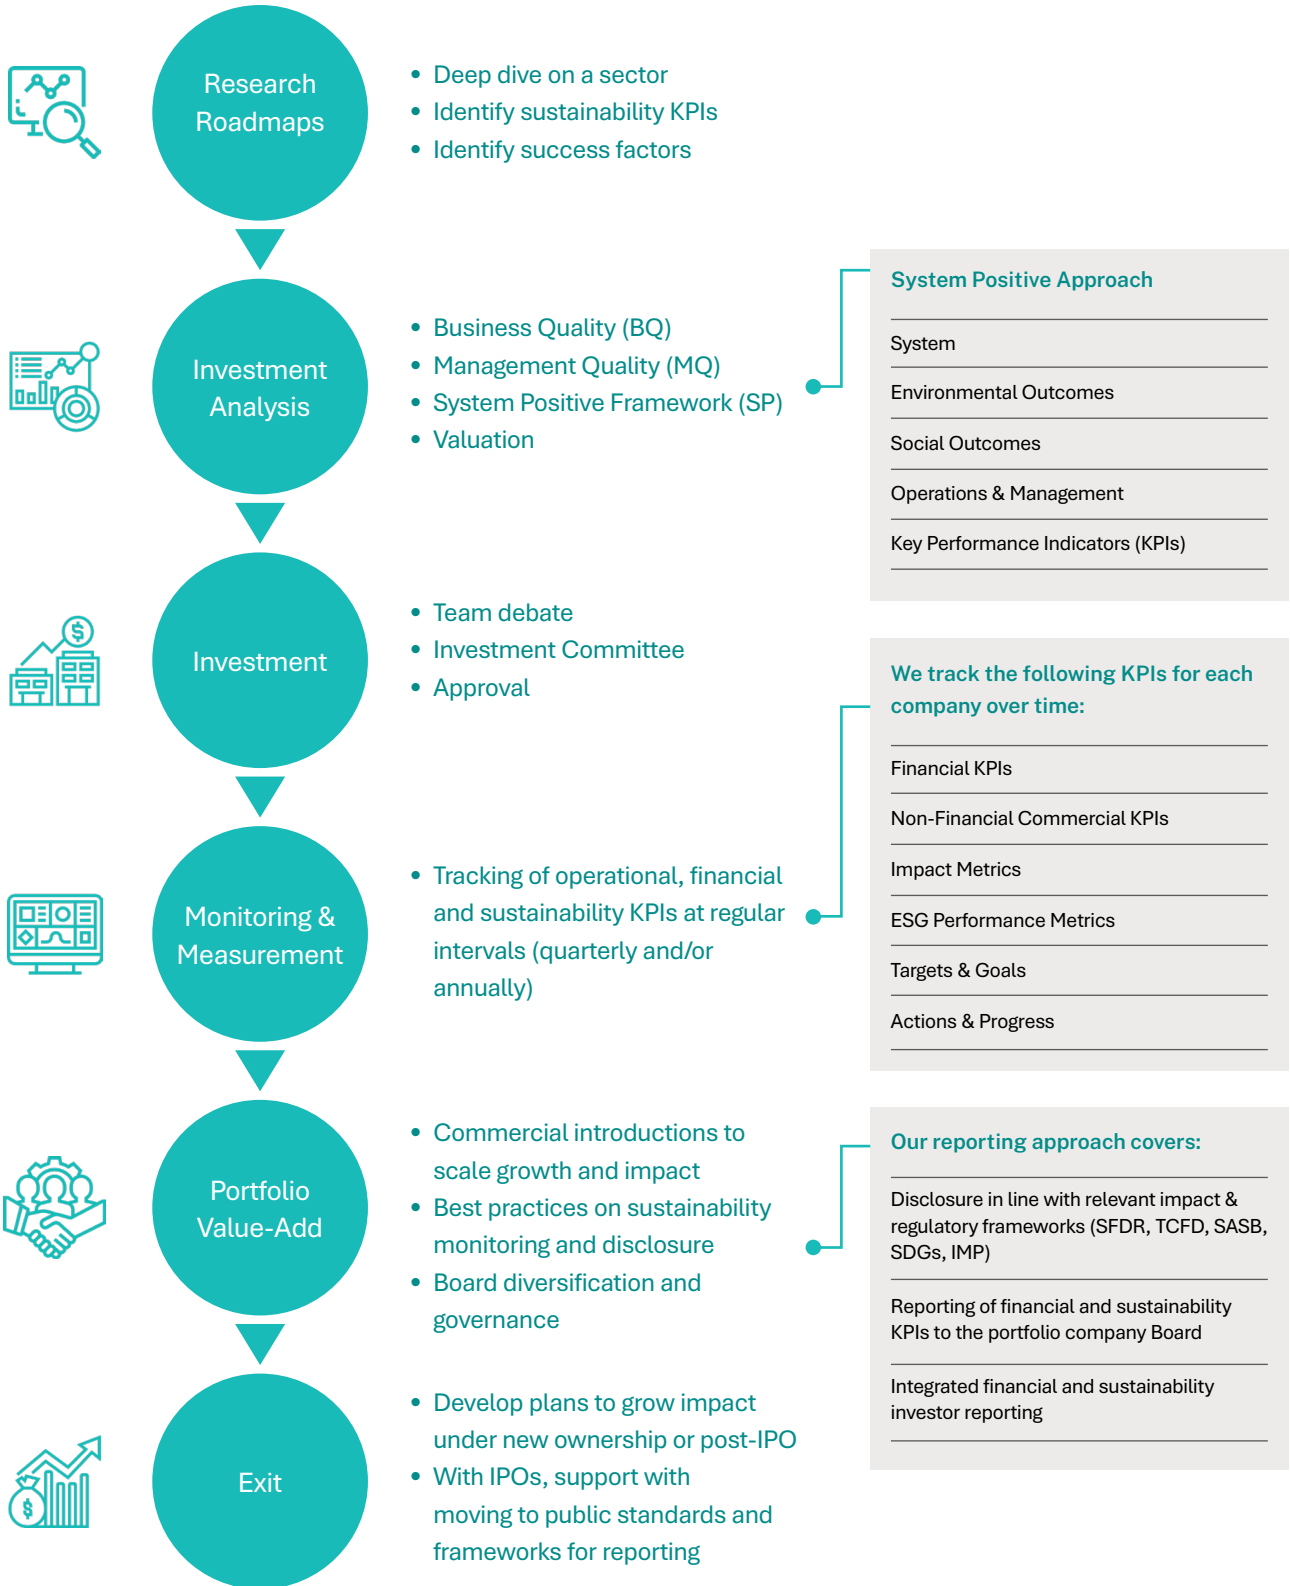 Research
Roadmaps
• Deep dive on a sector
• Identify sustainability KPIs
• Identify success factors
Investment
Analysis
• Business Quality (BQ)
• Management Quality (MQ)
• System Positive Framework (SP)
• Valuation
System Positive Approach
System
Environmental Outcomes
Social Outcomes
Operations & Management
Key Performance Indicators (KPIs)
Investment
• Team debate
• Investment Committee
• Approval
Monitoring &
Measurement
• Tracking of operational, financial
and sustainability KPIs at regular
intervals (quarterly and/or
annually)
We track the following KPIs for each
company over time:
Financial KPIs
Non-Financial Commercial KPIs
Impact Metrics
ESG Performance Metrics
Targets & Goals
Actions & Progress
Portfolio
Value-Add
• Commercial introductions to
scale growth and impact
• Best practices on sustainability
monitoring and disclosure
• Board diversification and
governance
Our reporting approach covers:
Disclosure in line with relevant impact &
regulatory frameworks (SFDR, TCFD, SASB,
SDGs, IMP)
Reporting of financial and sustainability
KPIs to the portfolio company Board
Integrated financial and sustainability
investor reporting
Exit
• Develop plans to grow impact
under new ownership or post-IPO
• With IPOs, support with
moving to public standards and
frameworks for reporting